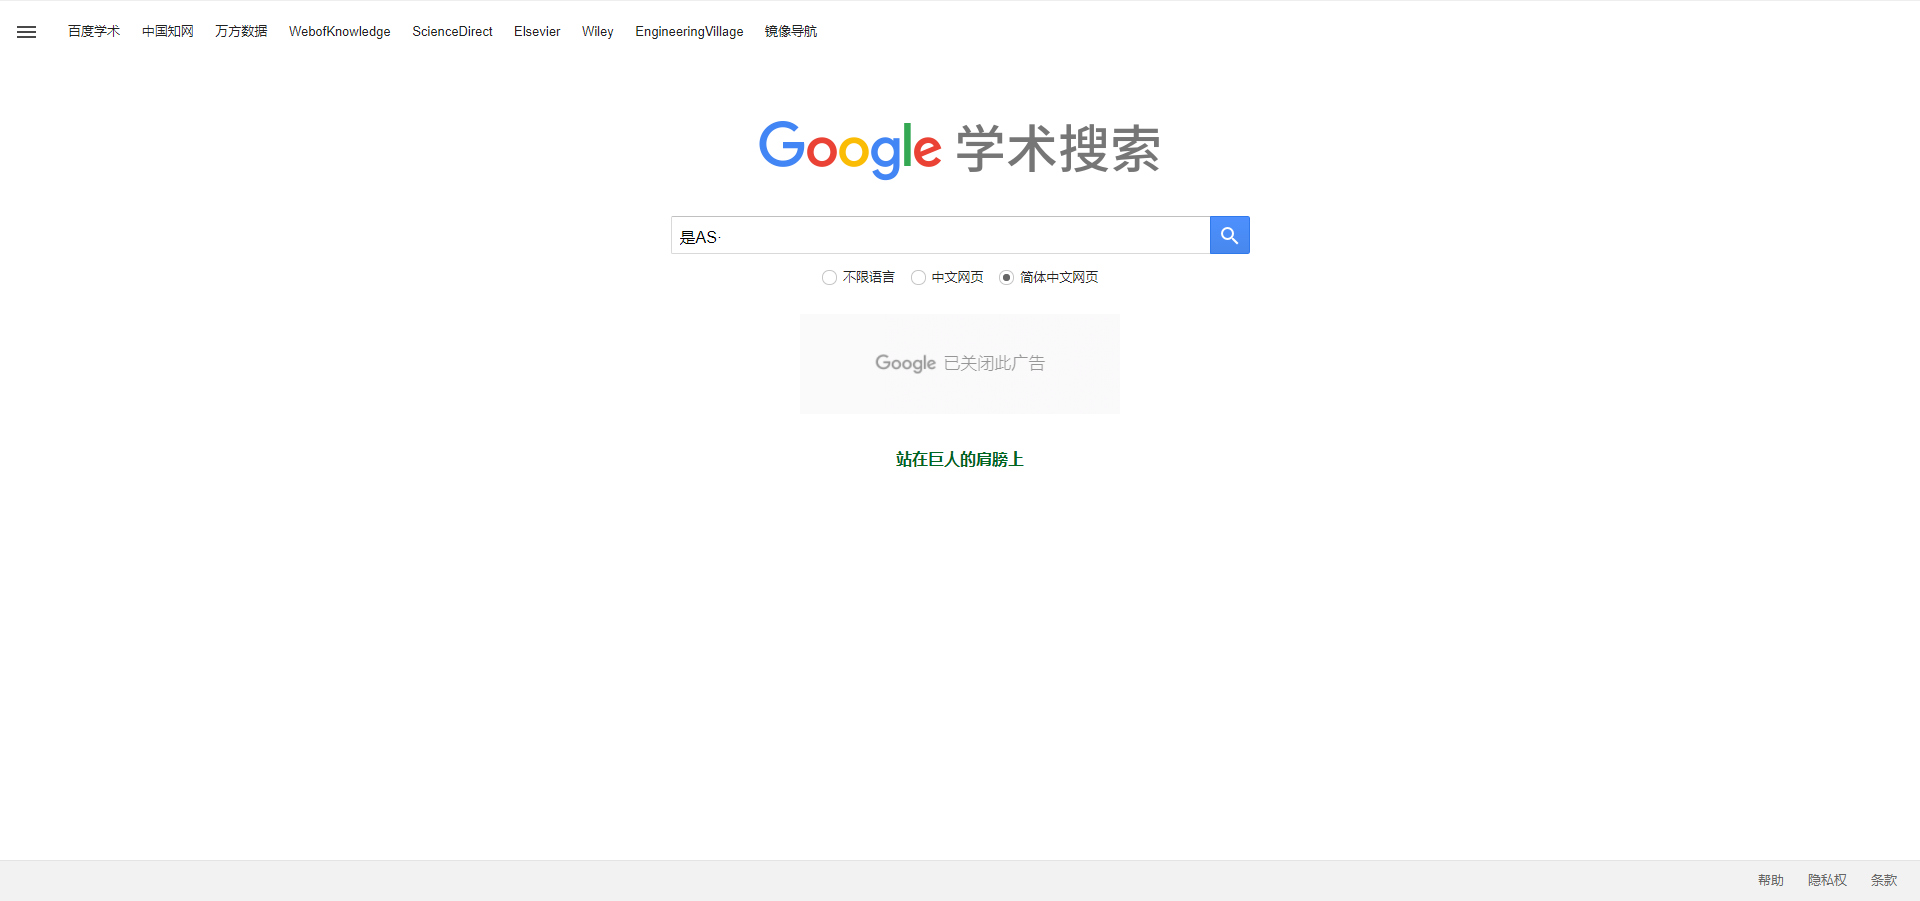 百度学术 中国知网 万方数据 WebofKnowledge ScienceDirect Elsevier Wiley EngineeringVillage 镜像导航
Google 学术搜索
是AS·
不限语言 中文网页 简体中文网页
Google 已关闭此广告
站在巨人的肩膀上
帮助 隐私权 条款